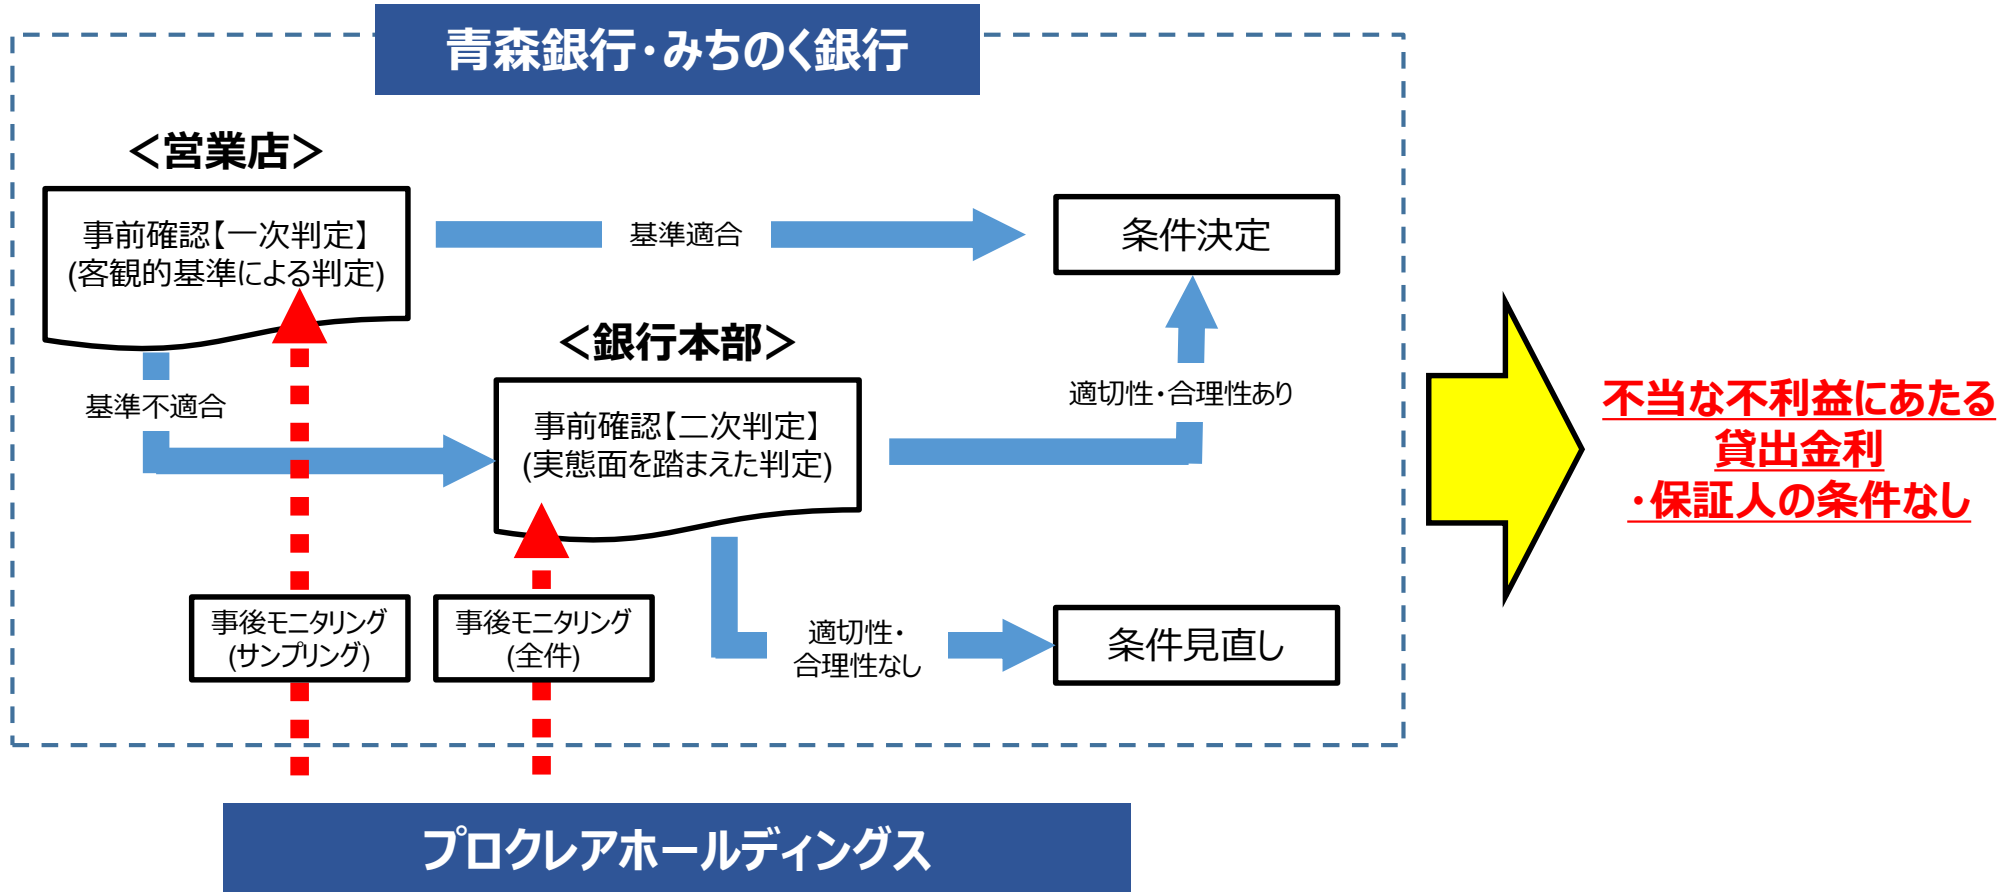 青森銀行・みちのく銀行
＜営業店＞
事前確認【一次判定】
(客観的基準による判定)
基準適合
条件決定
基準不適合
＜銀行本部＞
事前確認【二次判定】
(実態面を踏まえた判定)
適切性・合理性あり
適切性・
合理性なし
条件見直し
事後モニタリング
(サンプリング)
事後モニタリング
(全件)
プロクレアホールディングス
不当な不利益にあたる
貸出金利
・保証人の条件なし